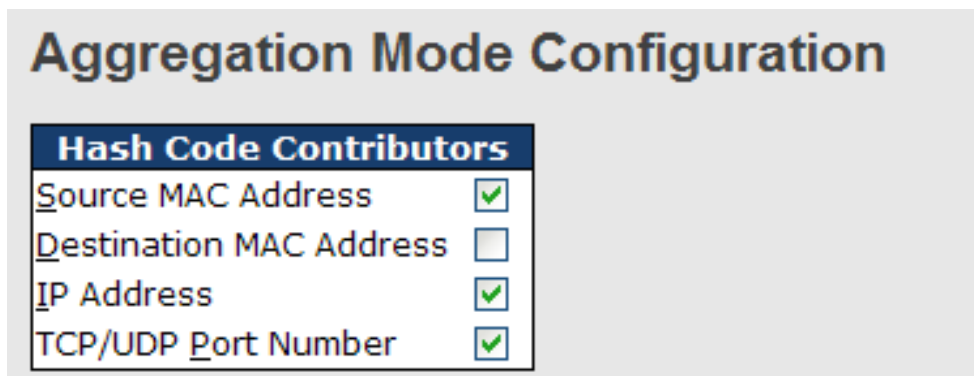 Aggregation Mode Configuration
Hash Code Contributors
Source MAC Address
Destination MAC Address
IP Address
TCP/UDP Port Number